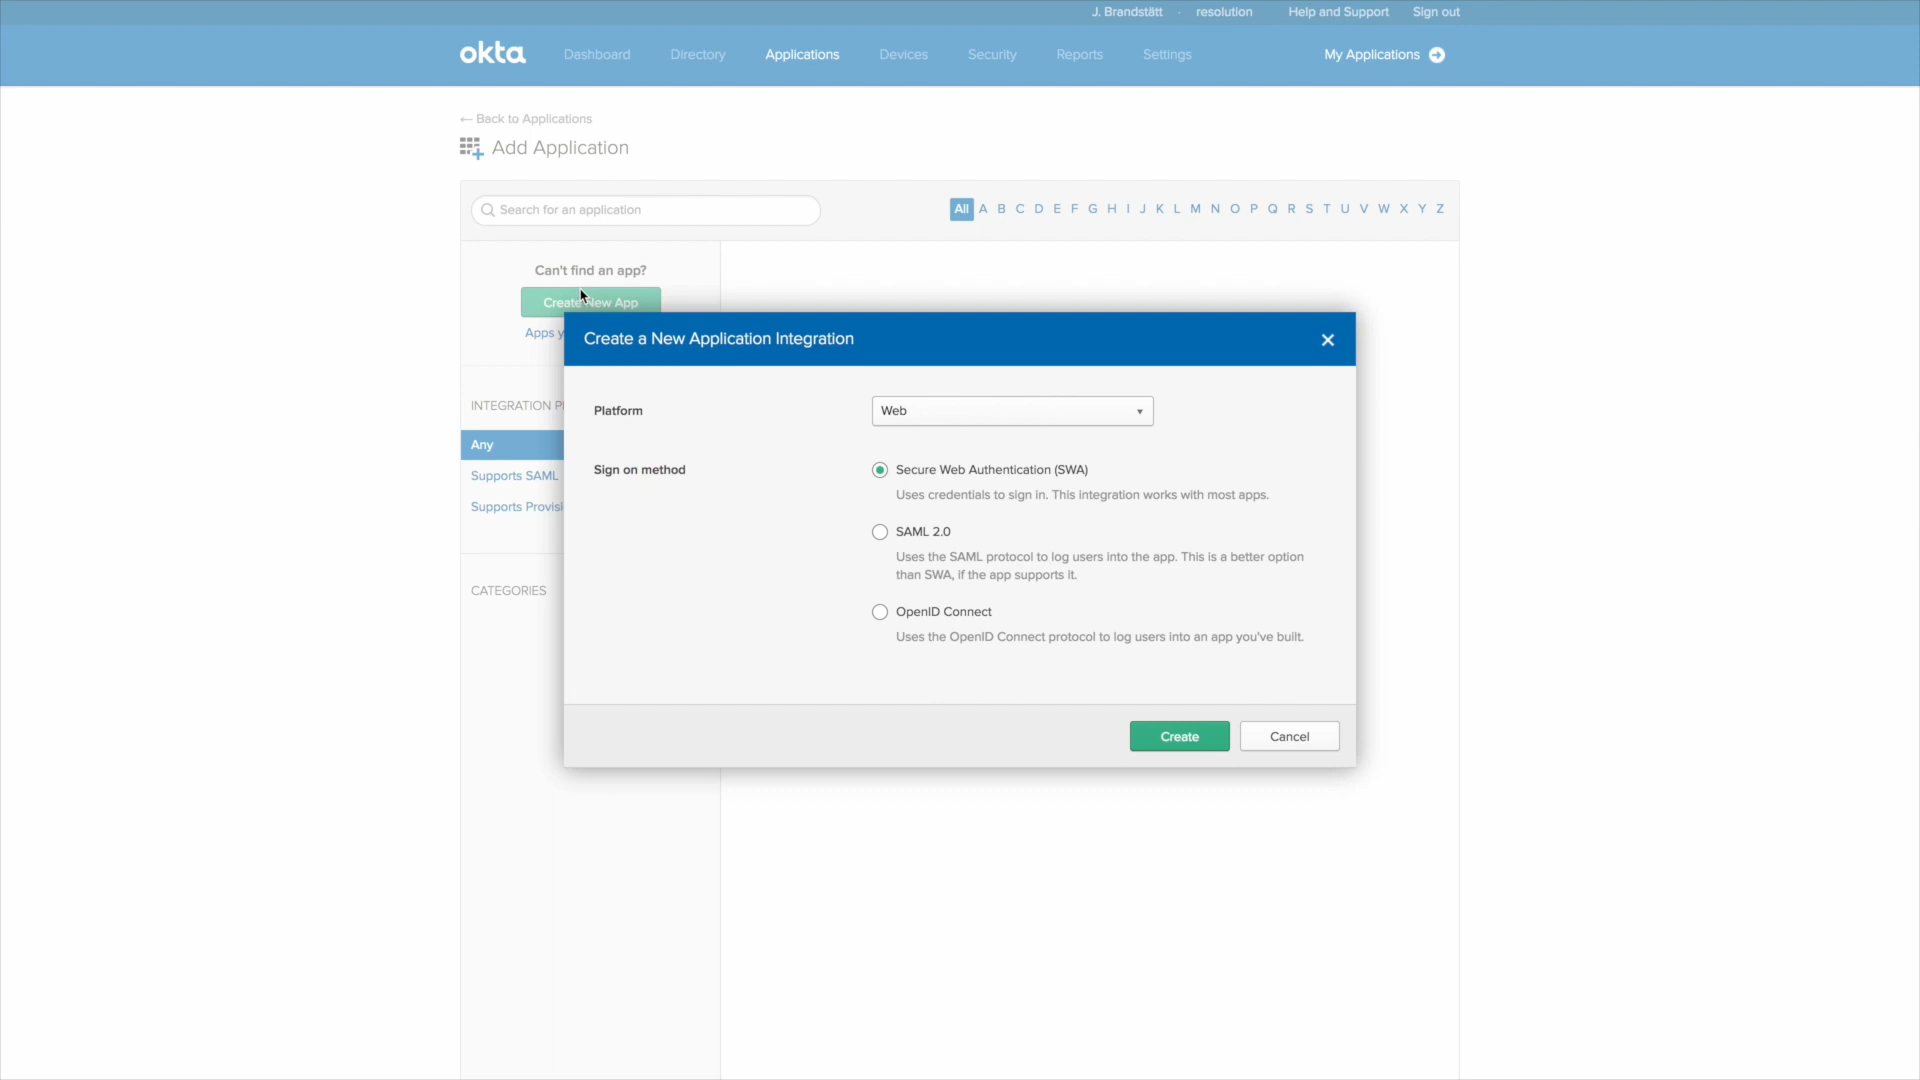 J. Brandstätt · resolution Help and Support Sign out
okta Dashboard Directory Applications Devices Security Reports Settings My Applications
← Back to Applications
Add Application
Search for an application
All A B C D E F G H I J K L M N O P Q R S T U V W X Y Z
Can't find an app?
Create New App
Apps y
Create a New Application Integration
INTEGRATION P
Any
Supports SAML
Supports Provisi
CATEGORIES
Platform
Web
Sign on method
Secure Web Authentication (SWA)
Uses credentials to sign in. This integration works with most apps.
SAML 2.0
Uses the SAML protocol to log users into the app. This is a better option
than SWA, if the app supports it.
OpenID Connect
Uses the OpenID Connect protocol to log users into an app you've built.
Create Cancel